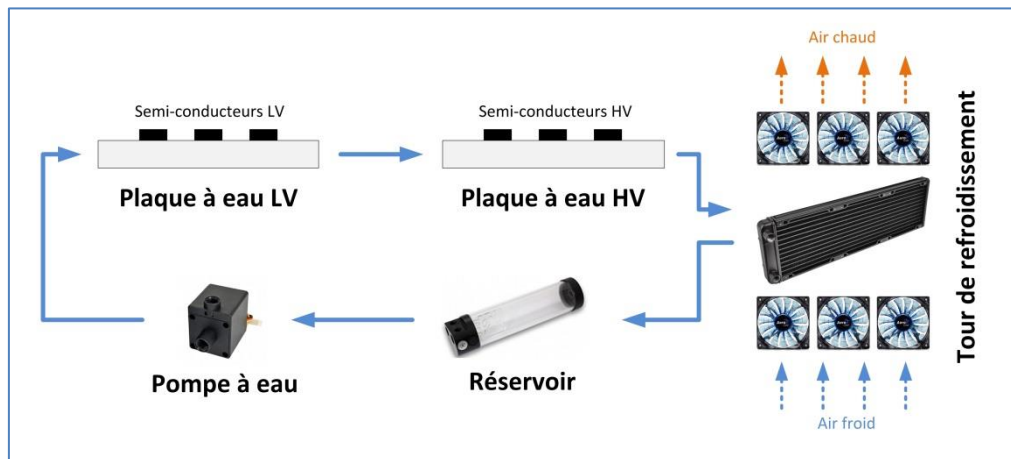 Air chaud
Semi-conducteurs LV
Semi-conducteurs HV
Plaque à eau LV
Plaque à eau HV
Tour de refroidissement
Pompe à eau
Réservoir
Air froid